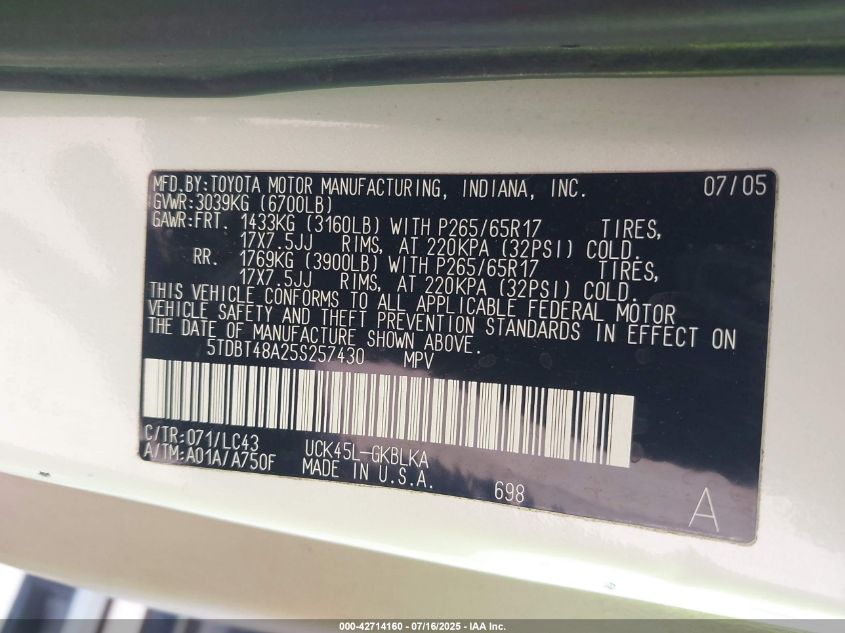 MFD.BY:TOYOTA MOTOR MANUFACTURING, INDIANA, INC. 07/05
GVWR:3039KG (6700LB)
GAWR:FRT. 1433KG (3160LB) WITH P265/65R17 TIRES,
17X7.5JJ RIMS, AT 220KPA (32PSI) COLD.
RR. 1769KG (3900LB) WITH P265/65R17 TIRES,
17X7.5JJ RIMS, AT 220KPA (32PSI) COLD.
THIS VEHICLE CONFORMS TO ALL APPLICABLE FEDERAL MOTOR
VEHICLE SAFETY AND THEFT PREVENTION STANDARDS IN EFFECT ON
THE DATE OF MANUFACTURE SHOWN ABOVE.
5TDBT48A25S257430 MPV
C/TR:071/LC43 UCK45L-GKBLKA
A/TM:A01A/A750F MADE IN U.S.A.
698
A
000-42714160 - 07/16/2025 - IAA Inc.